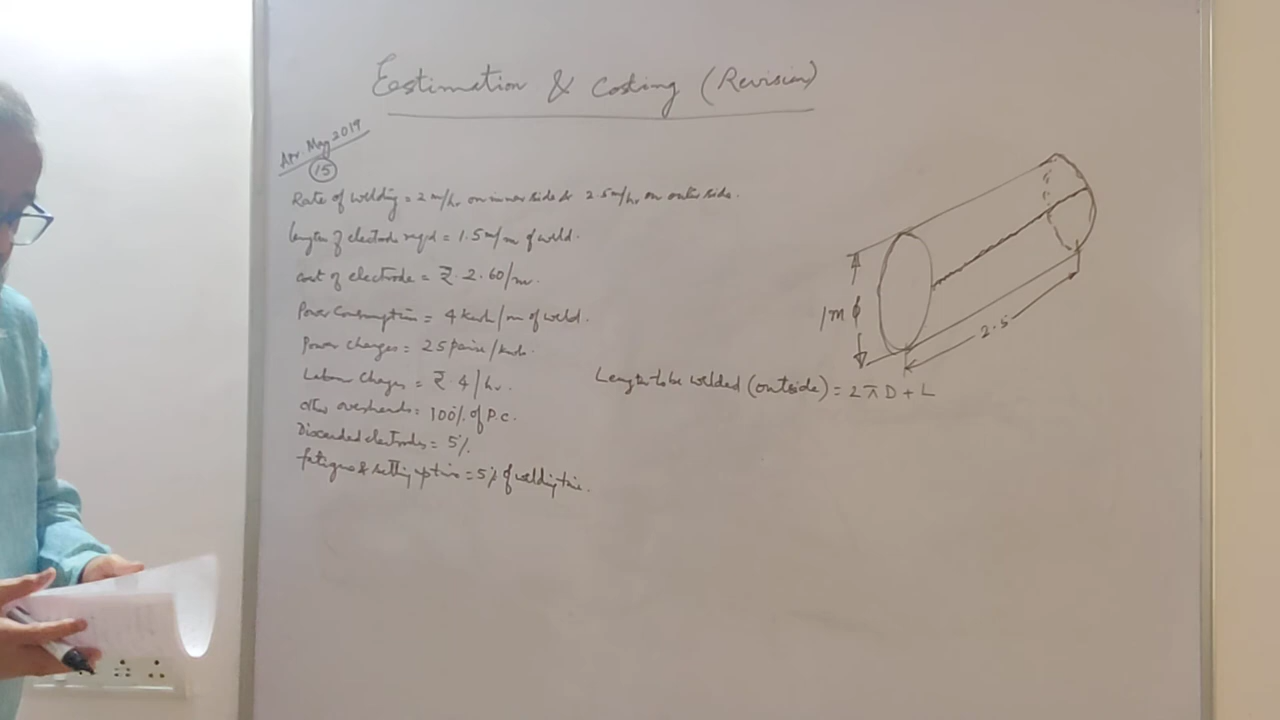 Eestimation & Costing (Revision)
Apr. May 2019
15
Rate of welding = 2 m/hr on inner side & 2.5 m/hr on outer side.
length of electrode reqd = 1.5 m/m of weld.
cost of electrode = ₹. 2.60/m.
Power Consumption = 4 kwh/m of weld.
Power charges = 25 paise/kwh.
Labour Charges = ₹. 4/hr.
other overheads = 100% of P.C.
Discarded electrodes = 5%.
fatigue & setting up time = 5% of welding time.
1m ϕ
2.5
Length to be welded (outside) = 2πD + L